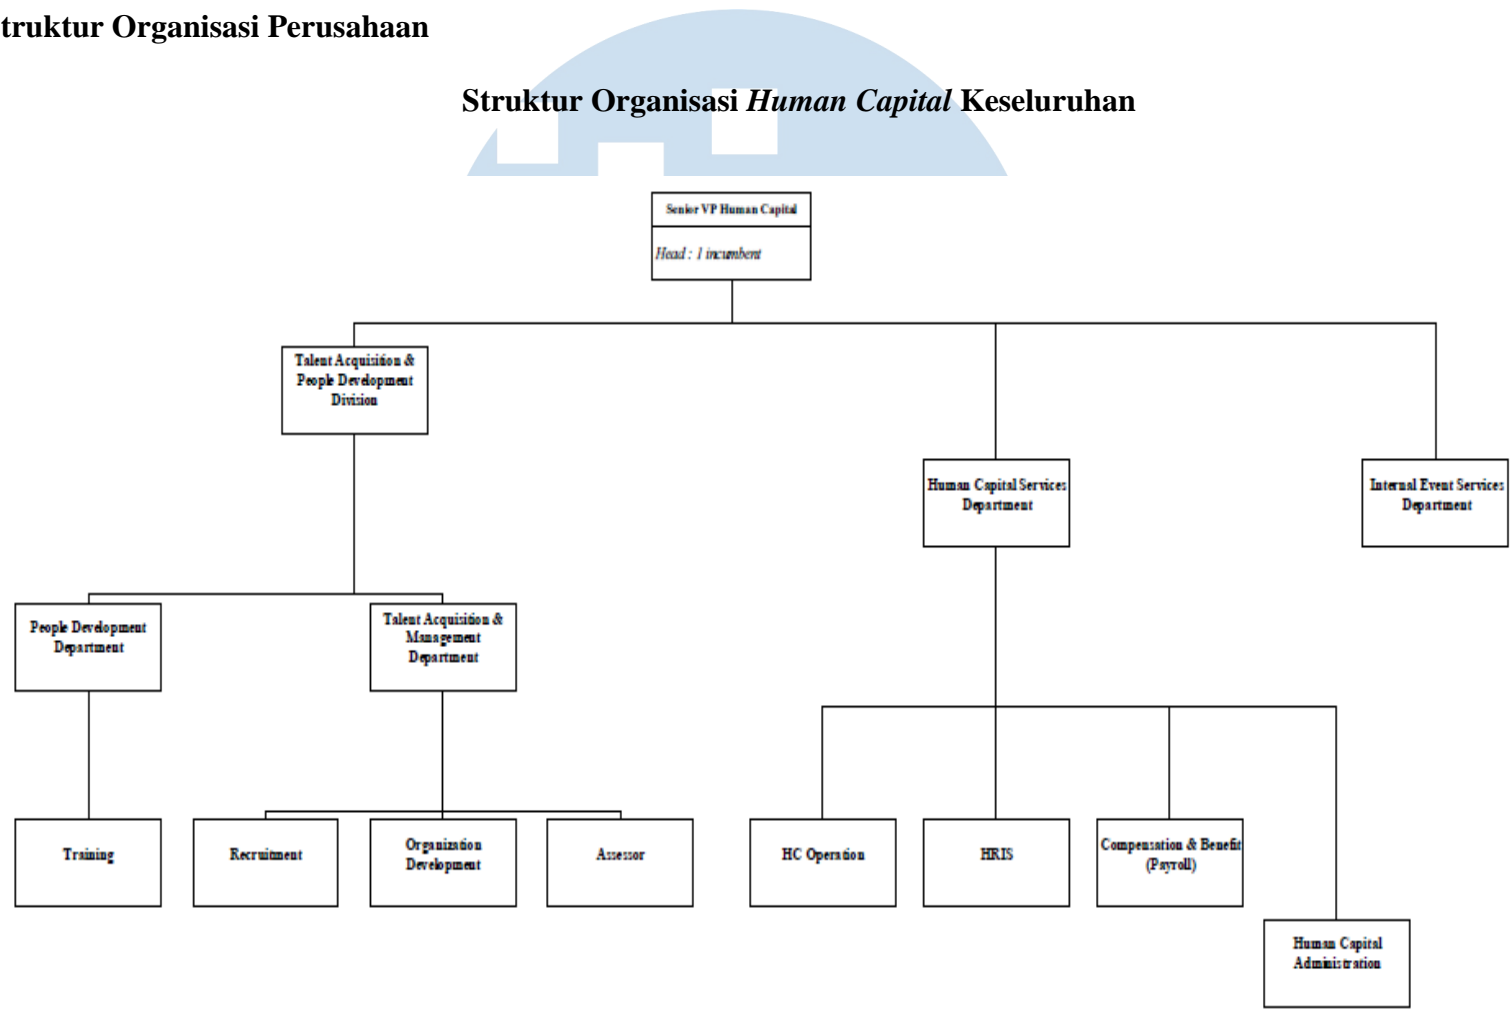 truktur Organisasi Perusahaan
Struktur Organisasi Human Capital Keseluruhan
Senior VP Human Capital
Head : 1 incumbent
Talent Acquisition &
People Development
Division
Human Capital Services
Department
Internal Event Services
Department
People Development
Department
Talent Acquisition &
Management
Department
Training
Recruitment
Organization
Development
Assessor
HC Operation
HRIS
Compensation & Benefit
(Payroll)
Human Capital
Administration